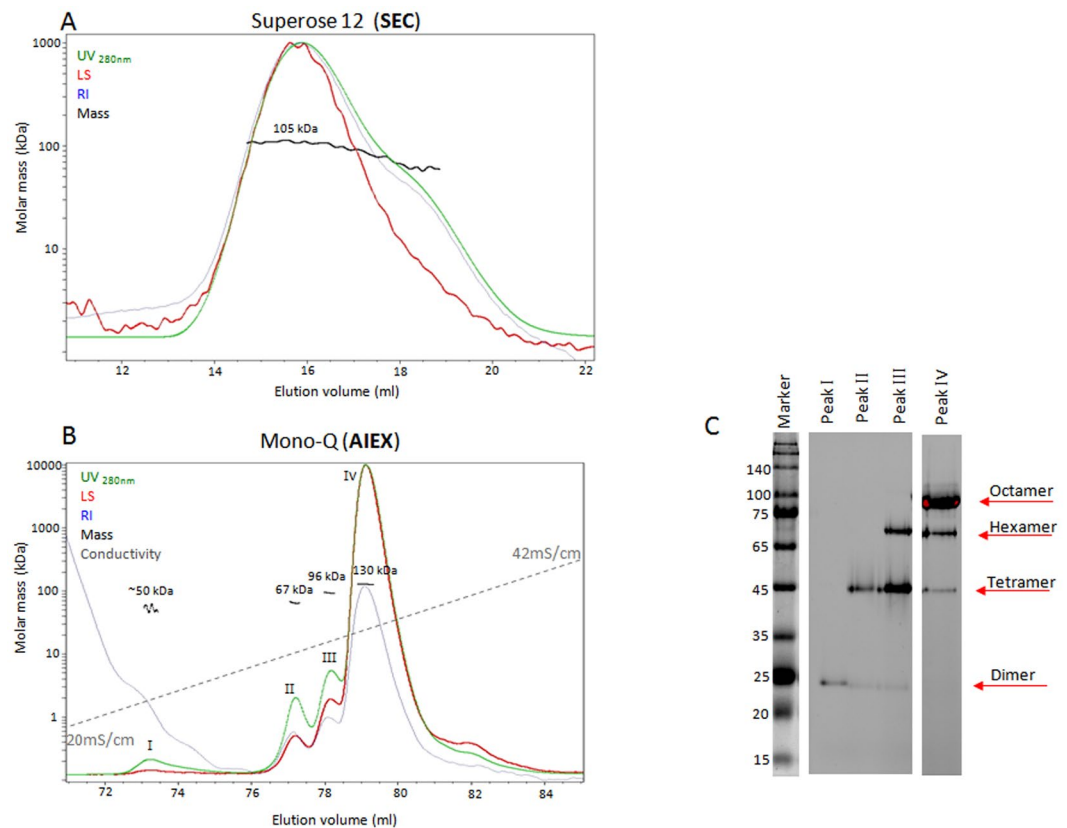 A
Superose 12 (SEC)
UV 280nm
LS
RI
Mass
1000
100
10
105 kDa
Molar mass (kDa)
12 14 16 18 20 22
Elution volume (ml)
B
Mono-Q (AIEX)
UV 280nm
LS
RI
Mass
Conductivity
10000
1000
100
10
1
~50 kDa
67 kDa
96 kDa
130 kDa
IV
III
II
I
42mS/cm
20mS/cm
Molar mass (kDa)
72 74 76 78 80 82 84
Elution volume (ml)
C
Marker
Peak I
Peak II
Peak III
Peak IV
140
100
75
65
45
35
25
20
15
Octamer
Hexamer
Tetramer
Dimer